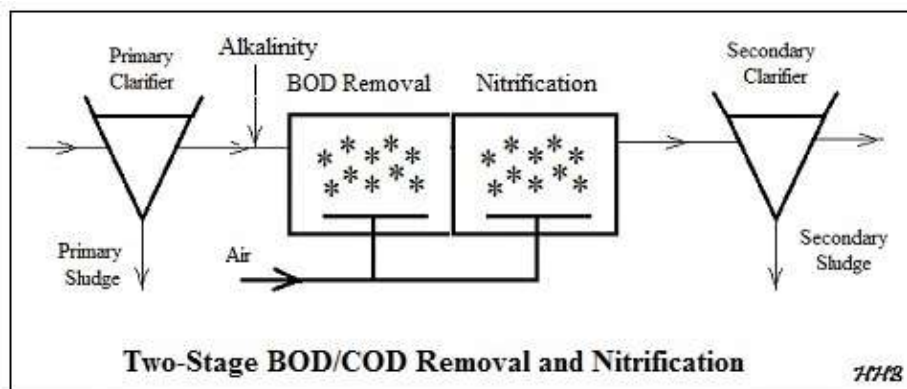 Primary
Clarifier
Alkalinity
Secondary
Clarifier
BOD Removal
Nitrification
Primary
Sludge
Air
Secondary
Sludge
Two-Stage BOD/COD Removal and Nitrification
HHB